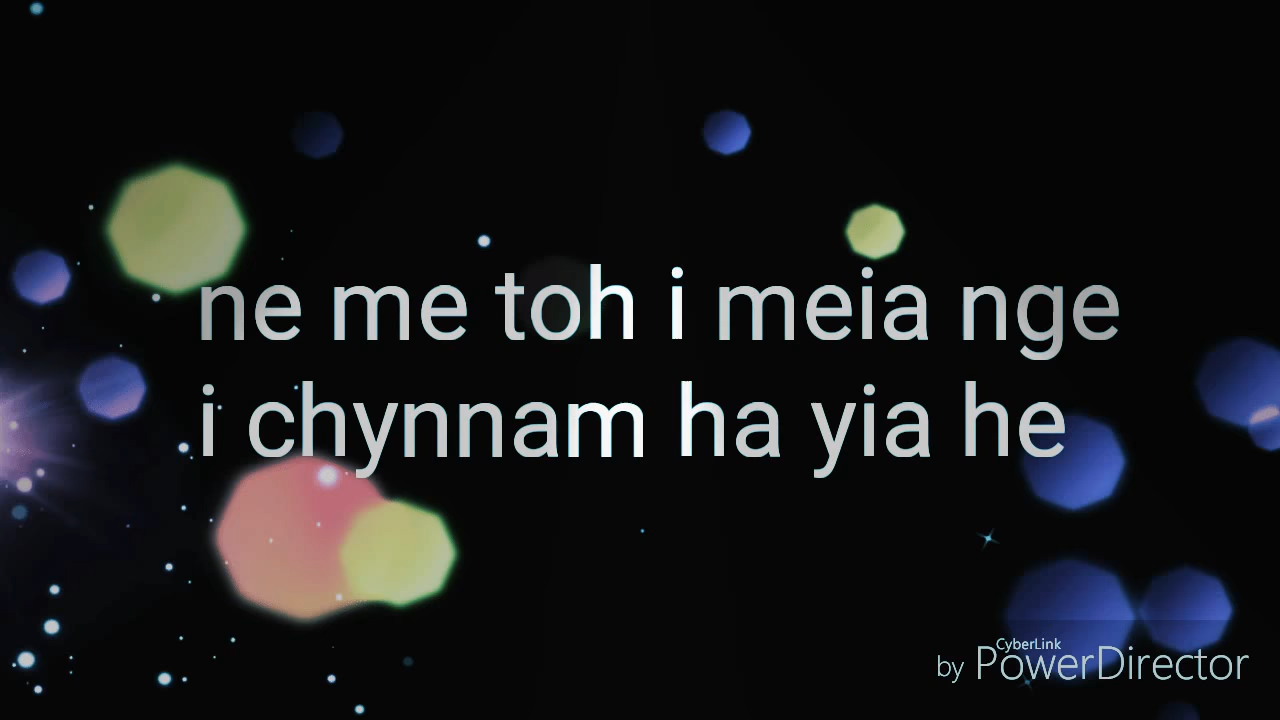 ne me toh i meia nge
i chynnam ha yia he
CyberLink
by PowerDirector